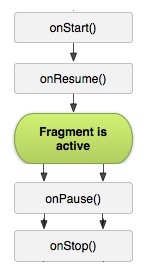 onStart()
onResume()
Fragment is
active
onPause()
onStop()